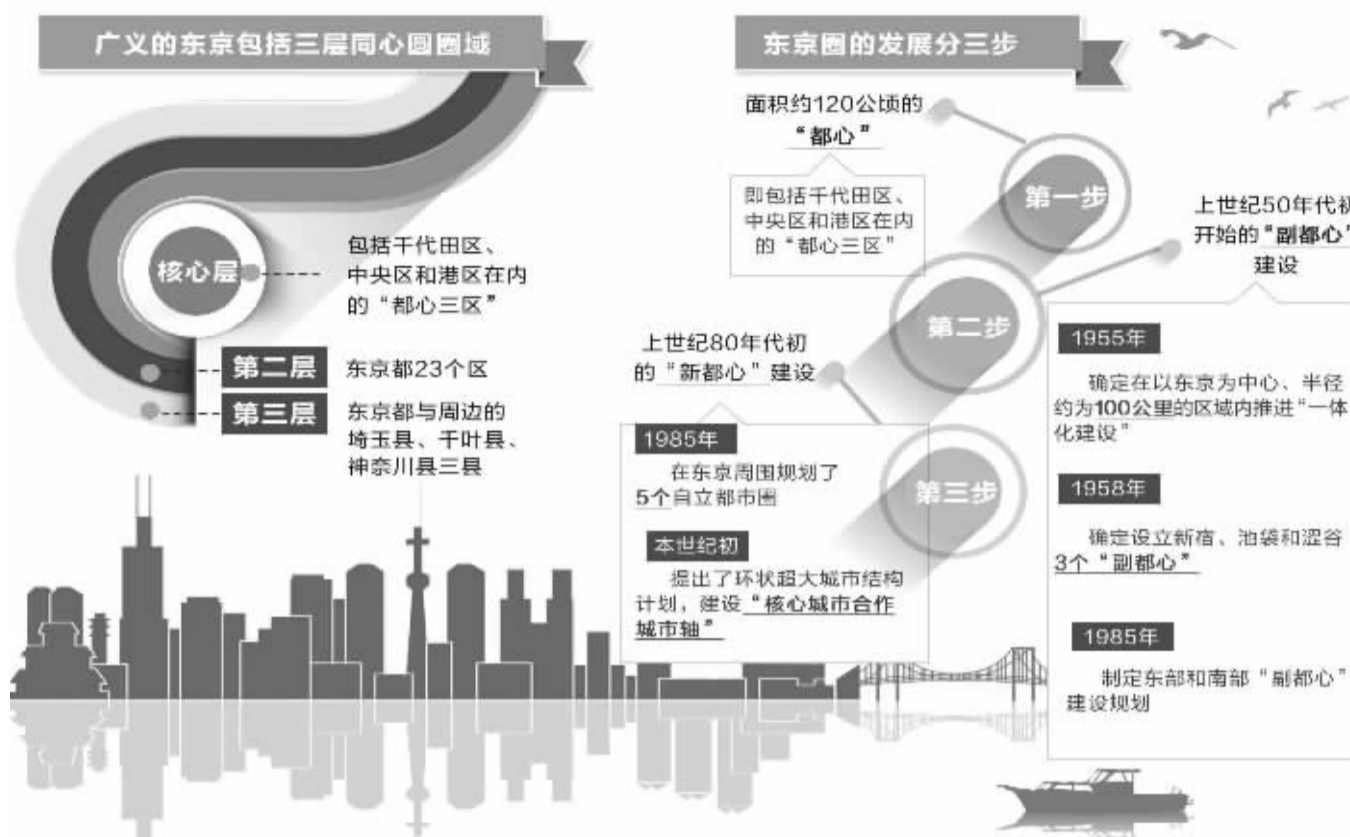 广义的东京包括三层同心圆圈域
核心层
包括千代田区、
中央区和港区在内
的“都心三区”
第二层
东京都23个区
第三层
东京都与周边的
埼玉县、千叶县、
神奈川县三县
东京圈的发展分三步
面积约120公顷的
“都心”
即包括千代田区、
中央区和港区在内
的“都心三区”
第一步
上世纪50年代初
开始的“副都心”
建设
第二步
1955年
确定在以东京为中心、半径
约为100公里的区域内推进“一体
化建设”
1958年
确定设立新宿、池袋和涩谷
3个“副都心”
1985年
制定东部和南部“副都心”
建设规划
上世纪80年代初
的“新都心”建设
第三步
1985年
在东京周围规划了
5个自立都市圈
本世纪初
提出了环状超大城市结构
计划，建设“核心城市合作
城市轴”